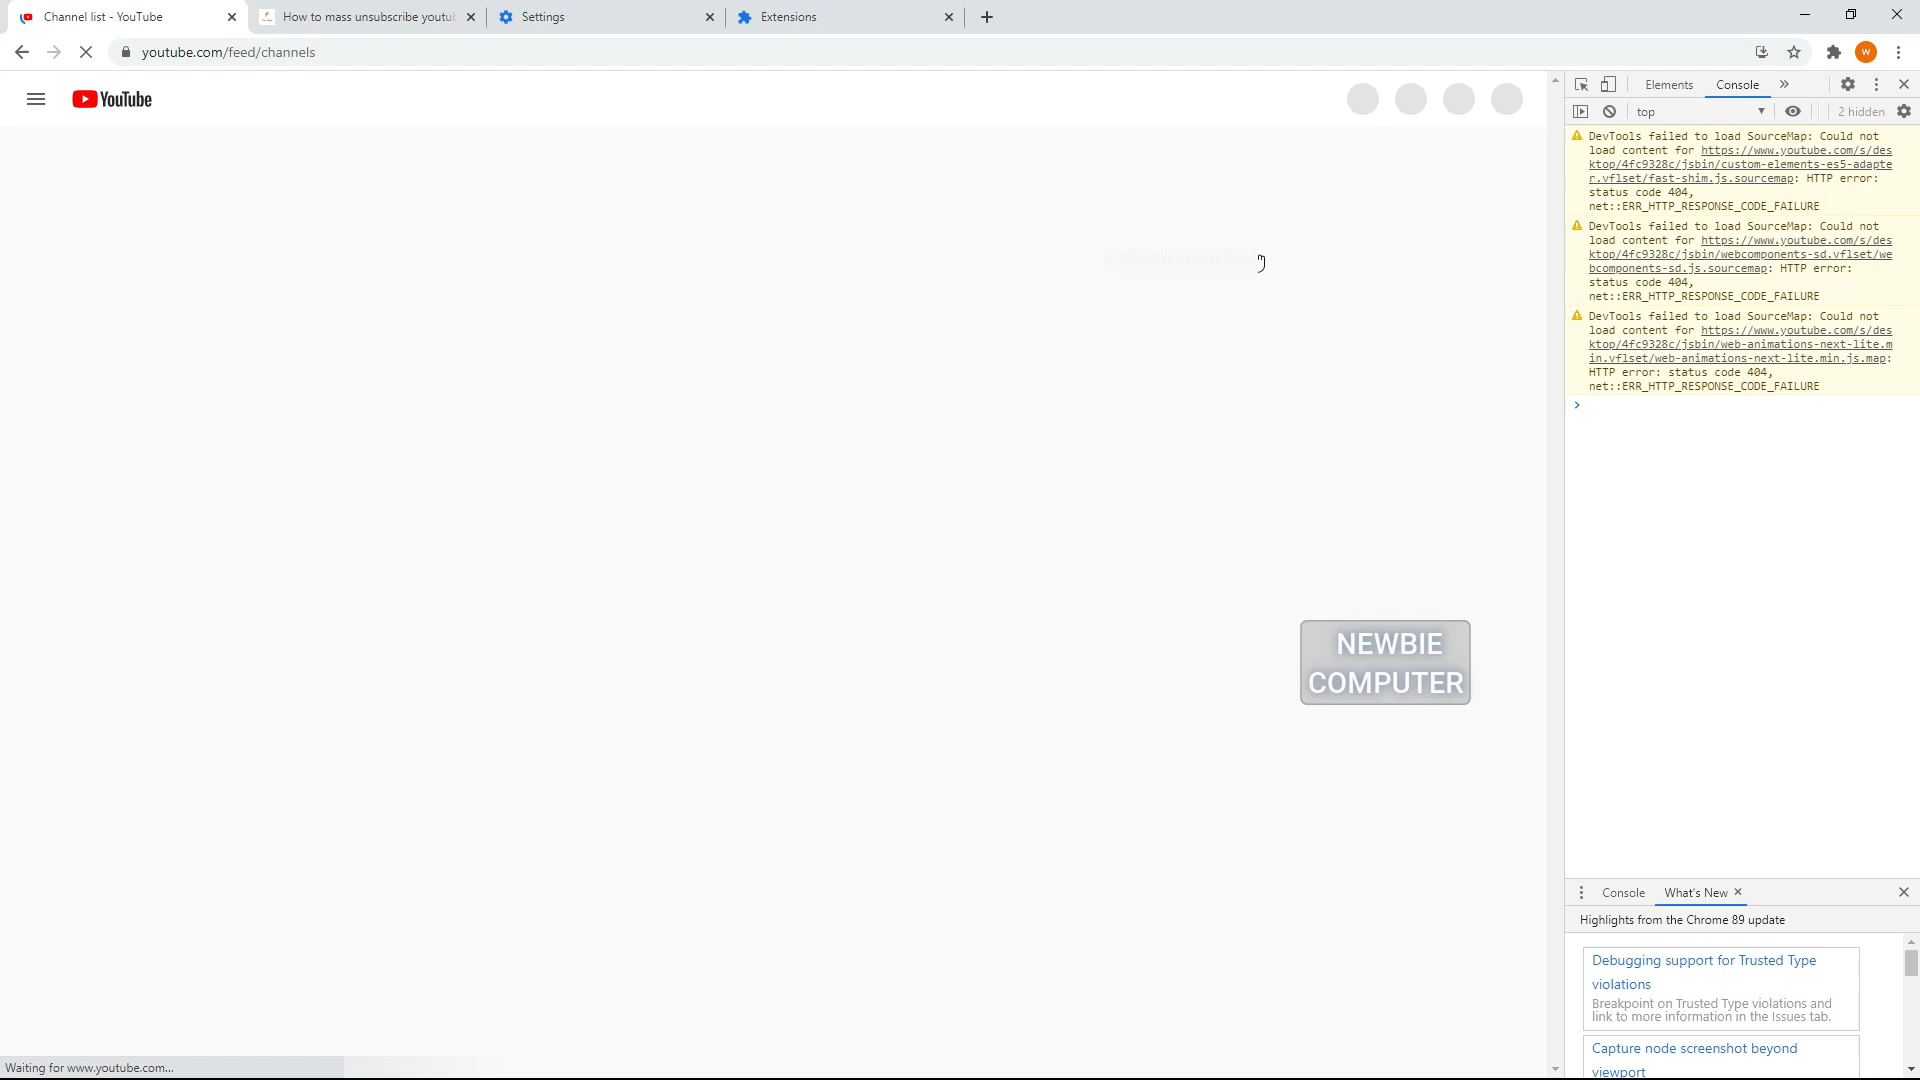 Channel list - YouTube
How to mass unsubscribe youtub
Settings
Extensions
youtube.com/feed/channels
W
YouTube
Elements
Console
top
2 hidden
DevTools failed to load SourceMap: Could not
load content for https://www.youtube.com/s/des
ktop/4fc9328c/jsbin/custom-elements-es5-adapte
r.vflset/fast-shim.js.sourcemap: HTTP error:
status code 404,
net::ERR_HTTP_RESPONSE_CODE_FAILURE
DevTools failed to load SourceMap: Could not
load content for https://www.youtube.com/s/des
ktop/4fc9328c/jsbin/webcomponents-sd.vflset/we
bcomponents-sd.js.sourcemap: HTTP error:
status code 404,
net::ERR_HTTP_RESPONSE_CODE_FAILURE
DevTools failed to load SourceMap: Could not
load content for https://www.youtube.com/s/des
ktop/4fc9328c/jsbin/web-animations-next-lite.m
in.vflset/web-animations-next-lite.min.js.map:
HTTP error: status code 404,
net::ERR_HTTP_RESPONSE_CODE_FAILURE
NEWBIE
COMPUTER
Console
What's New
Highlights from the Chrome 89 update
Debugging support for Trusted Type
violations
Breakpoint on Trusted Type violations and
link to more information in the Issues tab.
Capture node screenshot beyond
viewport
Waiting for www.youtube.com...